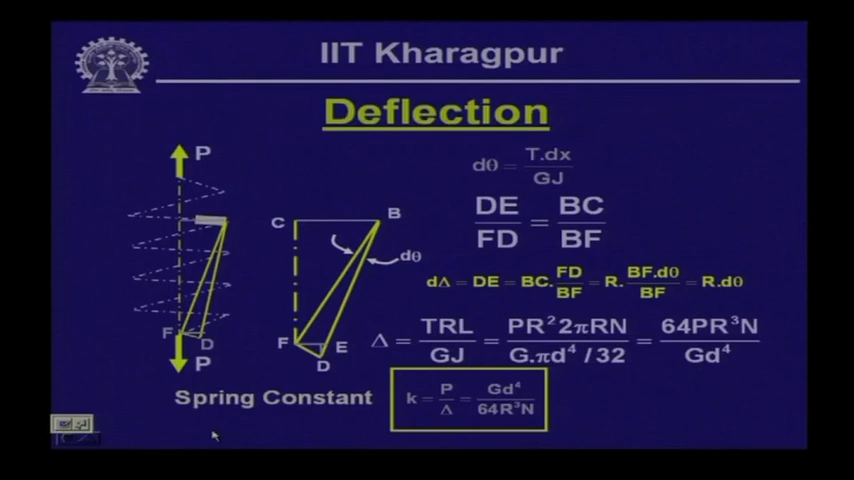 IIT Kharagpur
Deflection
P
dθ = T.dx / GJ
DE / FD = BC / BF
C
B
dθ
dΔ = DE = BC. FD / BF = R. BF.dθ / BF = R.dθ
F
D
P
F
E
D
Δ = TRL / GJ = PR²2πRN / G.πd⁴/32 = 64PR³N / Gd⁴
Spring Constant
k = P / Δ = Gd⁴ / 64R³N